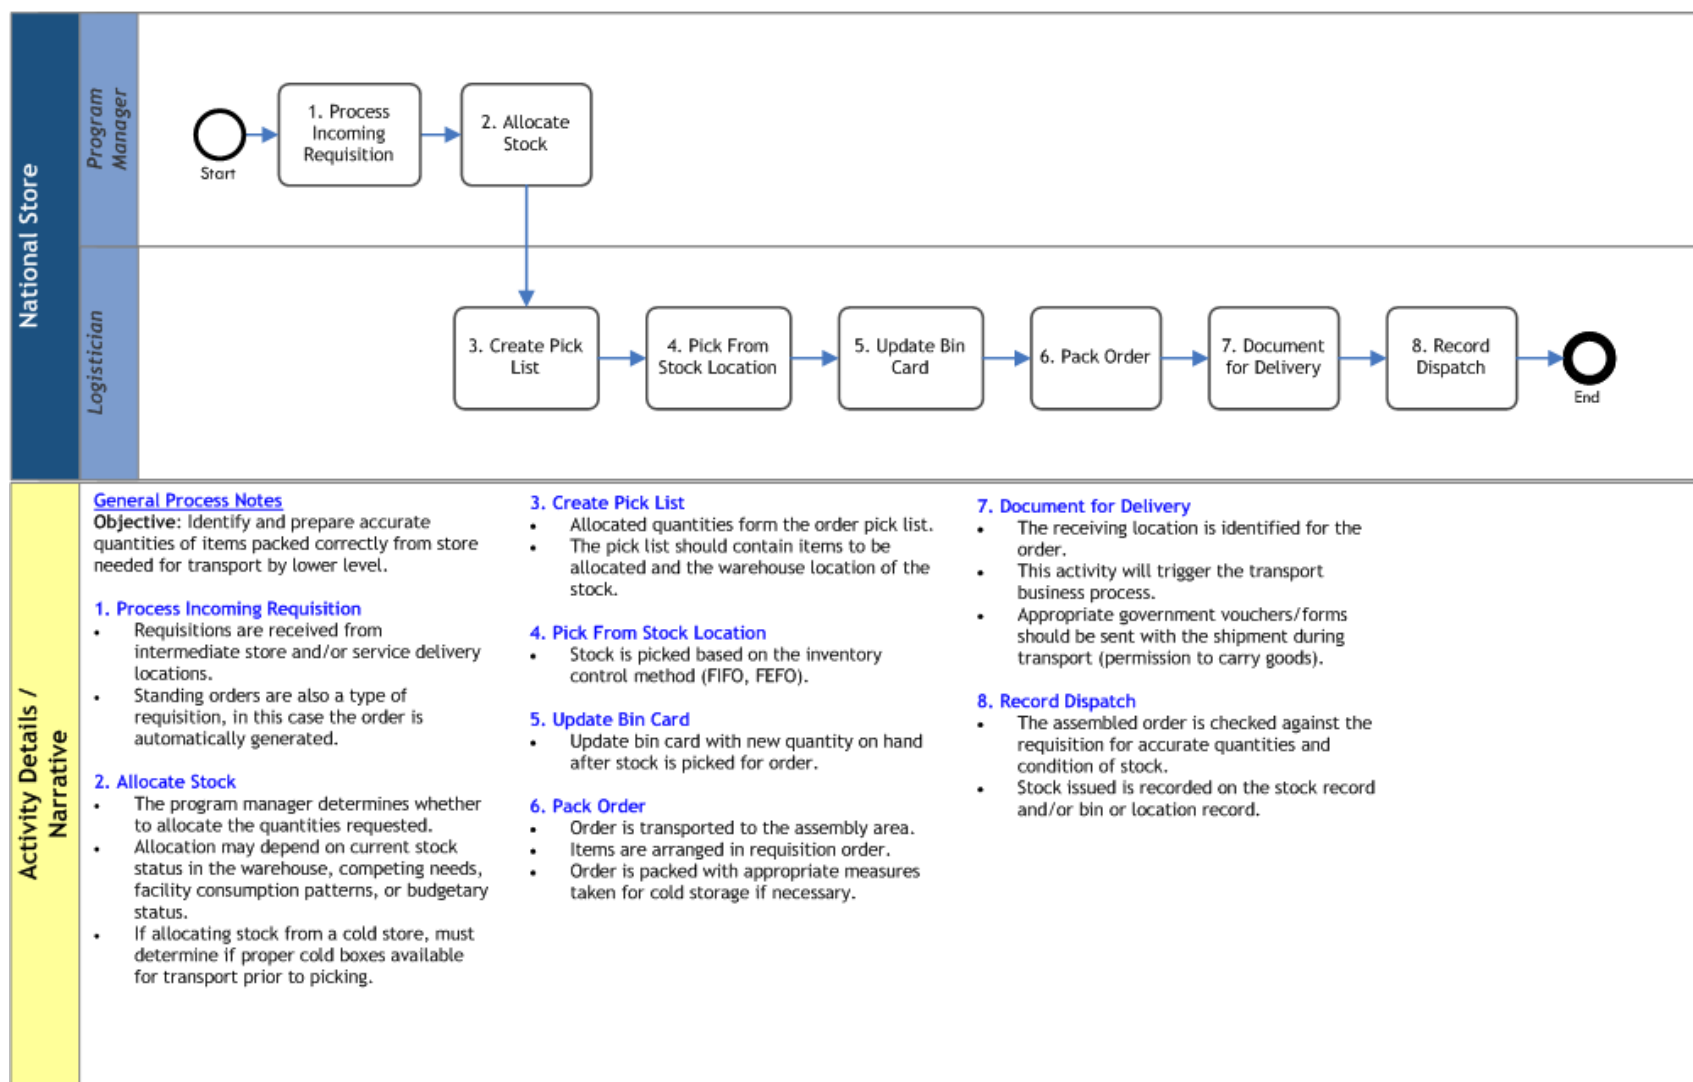 National Store
Program
Manager
Start
1. Process
Incoming
Requisition
2. Allocate
Stock
Logistician
3. Create Pick
List
4. Pick From
Stock Location
5. Update Bin
Card
6. Pack Order
7. Document
for Delivery
8. Record
Dispatch
End
Activity Details /
Narrative
General Process Notes
Objective: Identify and prepare accurate
quantities of items packed correctly from store
needed for transport by lower level.
1. Process Incoming Requisition
• Requisitions are received from
intermediate store and/or service delivery
locations.
• Standing orders are also a type of
requisition, in this case the order is
automatically generated.
2. Allocate Stock
• The program manager determines whether
to allocate the quantities requested.
• Allocation may depend on current stock
status in the warehouse, competing needs,
facility consumption patterns, or budgetary
status.
• If allocating stock from a cold store, must
determine if proper cold boxes available
for transport prior to picking.
3. Create Pick List
• Allocated quantities form the order pick list.
• The pick list should contain items to be
allocated and the warehouse location of the
stock.
4. Pick From Stock Location
• Stock is picked based on the inventory
control method (FIFO, FEFO).
5. Update Bin Card
• Update bin card with new quantity on hand
after stock is picked for order.
6. Pack Order
• Order is transported to the assembly area.
• Items are arranged in requisition order.
• Order is packed with appropriate measures
taken for cold storage if necessary.
7. Document for Delivery
• The receiving location is identified for the
order.
• This activity will trigger the transport
business process.
• Appropriate government vouchers/forms
should be sent with the shipment during
transport (permission to carry goods).
8. Record Dispatch
• The assembled order is checked against the
requisition for accurate quantities and
condition of stock.
• Stock issued is recorded on the stock record
and/or bin or location record.